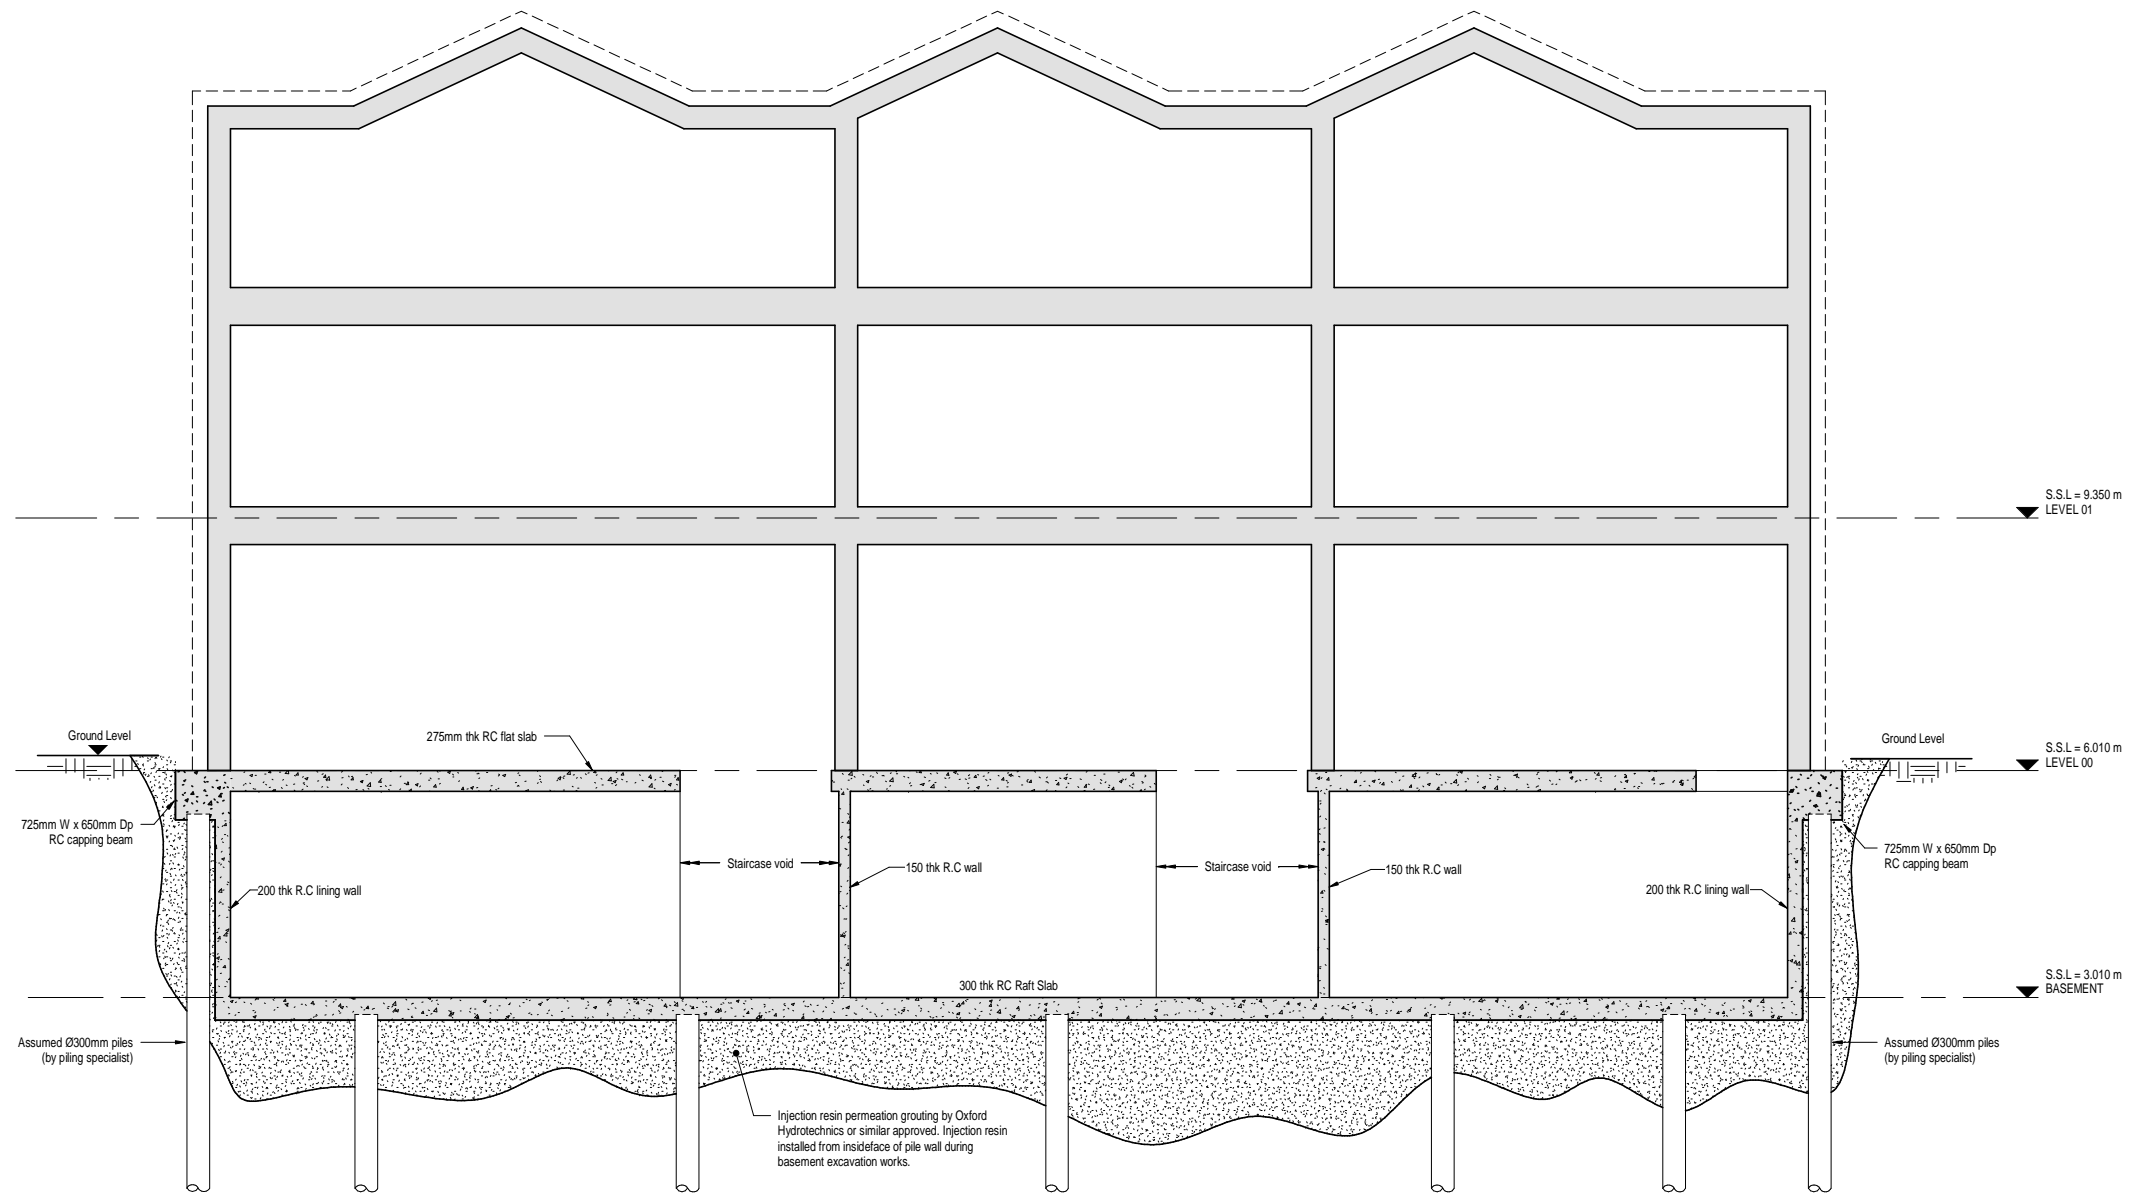 S.S.L = 9.350 m
LEVEL 01
Ground Level
275mm thk RC flat slab
Ground Level
S.S.L = 6.010 m
LEVEL 00
725mm W x 650mm Dp
RC capping beam
Staircase void
150 thk R.C wall
Staircase void
150 thk R.C wall
725mm W x 650mm Dp
RC capping beam
200 thk R.C lining wall
200 thk R.C lining wall
300 thk RC Raft Slab
S.S.L = 3.010 m
BASEMENT
Assumed Ø300mm piles
(by piling specialist)
Assumed Ø300mm piles
(by piling specialist)
Injection resin permeation grouting by Oxford
Hydrotechnics or similar approved. Injection resin
installed from insideface of pile wall during
basement excavation works.